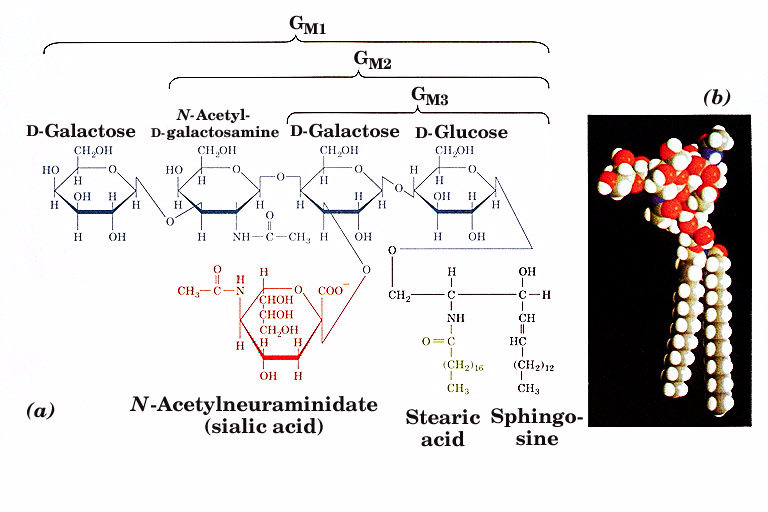 GM1
GM2
GM3
(b)
N-Acetyl-
D-Galactose D-galactosamine D-Galactose D-Glucose
CH2OH CH2OH CH2OH CH2OH
HO H O HO H O H O H O
OH H H H H H OH H H OH H H
H H O H O H O H
H OH H NH—C—CH3 H OH H OH
O
O O
O H H COO−
CH3—C—N CHOH O
CHOH
CH2OH
H H H
OH H
H OH
CH2 C C—H
NH CH
O=C HC
(CH2)16 (CH2)12
CH3 CH3
(a)
N-Acetylneuraminidate
(sialic acid)
Stearic
acid
Sphingo-
sine